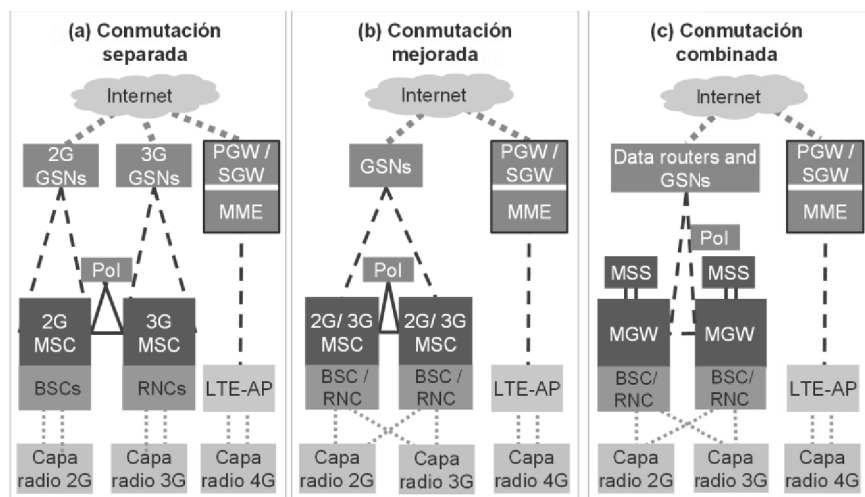 (a) Conmutación
separada
Internet
2G
GSNs
3G
GSNs
PGW /
SGW
MME
PoI
2G
MSC
3G
MSC
BSCs
RNCs
LTE-AP
Capa
radio 2G
Capa
radio 3G
Capa
radio 4G
(b) Conmutación
mejorada
Internet
GSNs
PGW /
SGW
MME
PoI
2G/ 3G
MSC
2G/ 3G
MSC
BSC /
RNC
BSC /
RNC
LTE-AP
Capa
radio 2G
Capa
radio 3G
Capa
radio 4G
(c) Conmutación
combinada
Internet
Data routers and
GSNs
PGW /
SGW
MME
PoI
MSS
MSS
MGW
MGW
BSC/
RNC
BSC/
RNC
LTE-AP
Capa
radio 2G
Capa
radio 3G
Capa
radio 4G